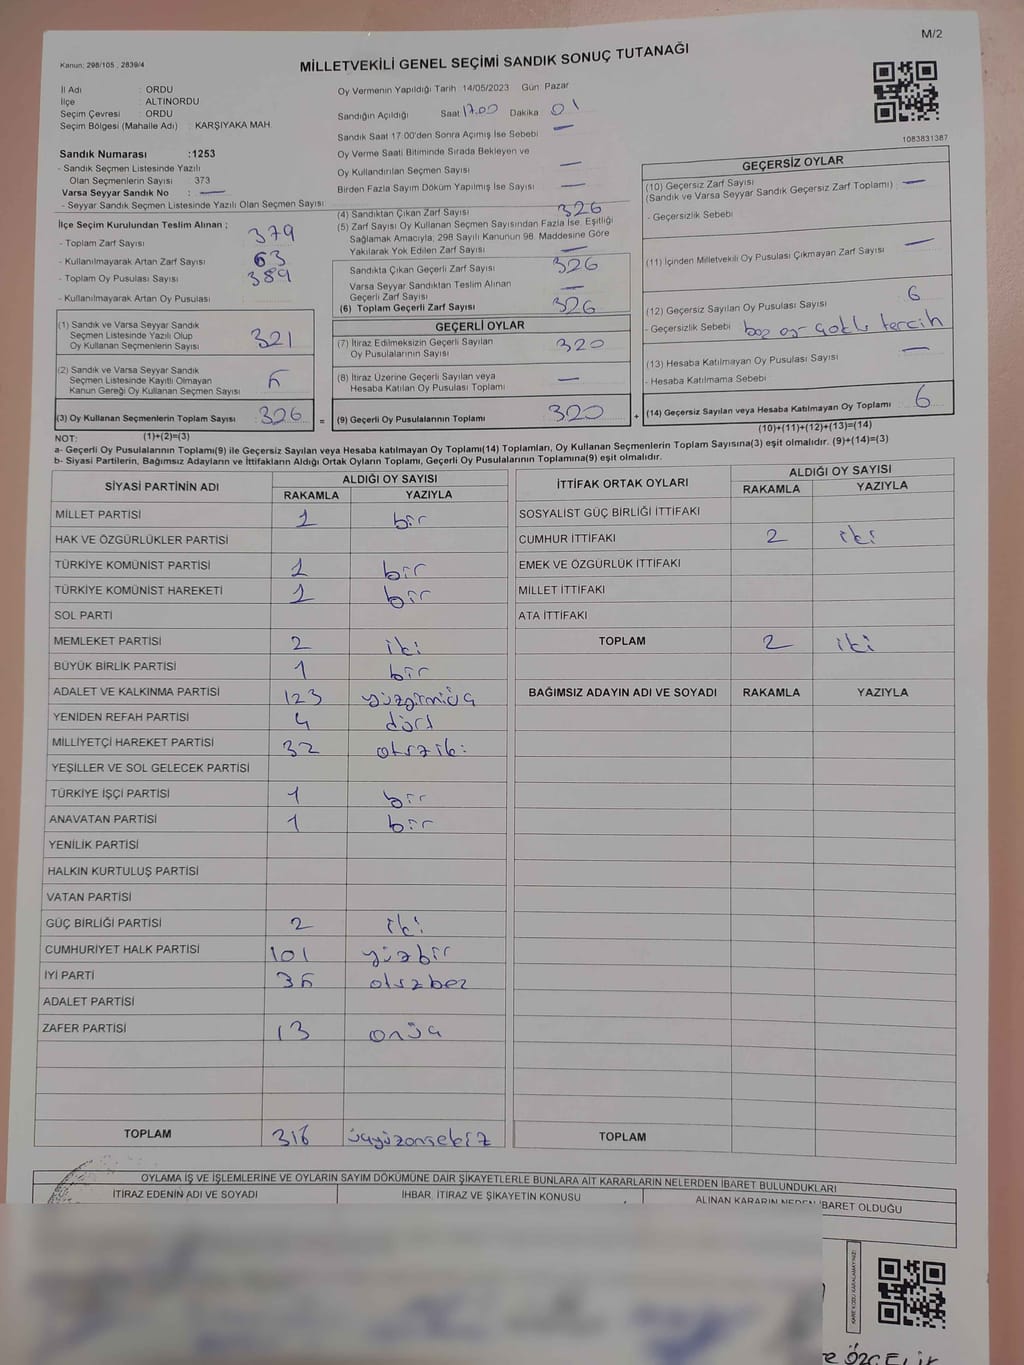 M/2
Kanun; 298/105 , 2839/4
MİLLETVEKİLİ GENEL SEÇİMİ SANDIK SONUÇ TUTANAĞI
İl Adı : ORDU
İlçe : ALTINORDU
Seçim Çevresi : ORDU
Seçim Bölgesi (Mahalle Adı) : KARŞIYAKA MAH.
Sandık Numarası :1253
- Sandık Seçmen Listesinde Yazılı
Olan Seçmenlerin Sayısı : 373
Varsa Seyyar Sandık No : —
- Seyyar Sandık Seçmen Listesinde Yazılı Olan Seçmen Sayısı :
İlçe Seçim Kurulundan Teslim Alınan ;
- Toplam Zarf Sayısı 379
- Kullanılmayarak Artan Zarf Sayısı 63
- Toplam Oy Pusulası Sayısı 389
- Kullanılmayarak Artan Oy Pusulası
(1) Sandık ve Varsa Seyyar Sandık
Seçmen Listesinde Yazılı Olup
Oy Kullanan Seçmenlerin Sayısı 321
(2) Sandık ve Varsa Seyyar Sandık
Seçmen Listesinde Kayıtlı Olmayan
Kanun Gereği Oy Kullanan Seçmen Sayısı 5
(3) Oy Kullanan Seçmenlerin Toplam Sayısı 326 =
Oy Vermenin Yapıldığı Tarih 14/05/2023 Gün Pazar
Sandığın Açıldığı Saat 17.00 Dakika 01
Sandık Saat 17.00'den Sonra Açımış İse Sebebi —
Oy Verme Saati Bitiminde Sırada Bekleyen ve
Oy Kullandırılan Seçmen Sayısı —
Birden Fazla Sayım Döküm Yapılmış İse Sayısı —
(4) Sandıktan Çıkan Zarf Sayısı 326
(5) Zarf Sayısı Oy Kullanan Seçmen Sayısından Fazla İse, Eşitliği
Sağlamak Amacıyla, 298 Sayılı Kanunun 98. Maddesine Göre
Yakılarak Yok Edilen Zarf Sayısı —
Sandıkta Çıkan Geçerli Zarf Sayısı 326
Varsa Seyyar Sandıktan Teslim Alınan
Geçerli Zarf Sayısı —
(6) Toplam Geçerli Zarf Sayısı 326
GEÇERLİ OYLAR
(7) İtiraz Edilmeksizin Geçerli Sayılan
Oy Pusulalarının Sayısı 320
(8) İtiraz Üzerine Geçerli Sayılan veya
Hesaba Katılan Oy Pusulası Toplamı —
(9) Geçerli Oy Pusulalarının Toplamı 320 +
1083831387
GEÇERSİZ OYLAR
(10) Geçersiz Zarf Sayısı
(Sandık ve Varsa Seyyar Sandık Geçersiz Zarf Toplamı) —
- Geçersizlik Sebebi
(11) İçinden Milletvekili Oy Pusulası Çıkmayan Zarf Sayısı —
(12) Geçersiz Sayılan Oy Pusulası Sayısı 6
- Geçersizlik Sebebi boş oy - çoklu tercih
(13) Hesaba Katılmayan Oy Pusulası Sayısı —
- Hesaba Katılmama Sebebi
(14) Geçersiz Sayılan veya Hesaba Katılmayan Oy Toplamı 6
NOT: (1)+(2)=(3)
(10)+(11)+(12)+(13)=(14)
a- Geçerli Oy Pusulalarının Toplamı(9) ile Geçersiz Sayılan veya Hesaba katılmayan Oy Toplamı(14) Toplamları, Oy Kullanan Seçmenlerin Toplam Sayısına(3) eşit olmalıdır. (9)+(14)=(3)
b- Siyasi Partilerin, Bağımsız Adayların ve İttifakların Aldığı Ortak Oyların Toplamı, Geçerli Oy Pusulalarının Toplamına(9) eşit olmalıdır.
SİYASİ PARTİNİN ADI ALDIĞI OY SAYISI
RAKAMLA YAZIYLA
MİLLET PARTİSİ 1 bir
HAK VE ÖZGÜRLÜKLER PARTİSİ
TÜRKİYE KOMÜNİST PARTİSİ 1 bir
TÜRKİYE KOMÜNİST HAREKETİ 1 bir
SOL PARTİ
MEMLEKET PARTİSİ 2 iki
BÜYÜK BİRLİK PARTİSİ 1 bir
ADALET VE KALKINMA PARTİSİ 123 yüzyirmiüç
YENİDEN REFAH PARTİSİ 4 dört
MİLLİYETÇİ HAREKET PARTİSİ 32 otuziki
YEŞİLLER VE SOL GELECEK PARTİSİ
TÜRKİYE İŞÇİ PARTİSİ 1 bir
ANAVATAN PARTİSİ 1 bir
YENİLİK PARTİSİ
HALKIN KURTULUŞ PARTİSİ
VATAN PARTİSİ
GÜÇ BİRLİĞİ PARTİSİ 2 iki
CUMHURİYET HALK PARTİSİ 101 yüzbir
İYİ PARTİ 35 otuzbeş
ADALET PARTİSİ
ZAFER PARTİSİ 13 onüç
TOPLAM 318 üçyüzonsekiz
İTTİFAK ORTAK OYLARI ALDIĞI OY SAYISI
RAKAMLA YAZIYLA
SOSYALİST GÜÇ BİRLİĞİ İTTİFAKI
CUMHUR İTTİFAKI 2 iki
EMEK VE ÖZGÜRLÜK İTTİFAKI
MİLLET İTTİFAKI
ATA İTTİFAKI
TOPLAM 2 iki
BAĞIMSIZ ADAYIN ADI VE SOYADI RAKAMLA YAZIYLA
TOPLAM
OYLAMA İŞ VE İŞLEMLERİNE VE OYLARIN SAYIM DÖKÜMÜNE DAİR ŞİKAYETLERLE BUNLARA AİT KARARLARIN NELERDEN İBARET BULUNDUKLARI
İTİRAZ EDENİN ADI VE SOYADI İHBAR, İTİRAZ VE ŞİKAYETİN KONUSU ALINAN KARARIN NEDEN İBARET OLDUĞU
KARE KODU KARALAMAYINIZ!
ÖZÇELİK